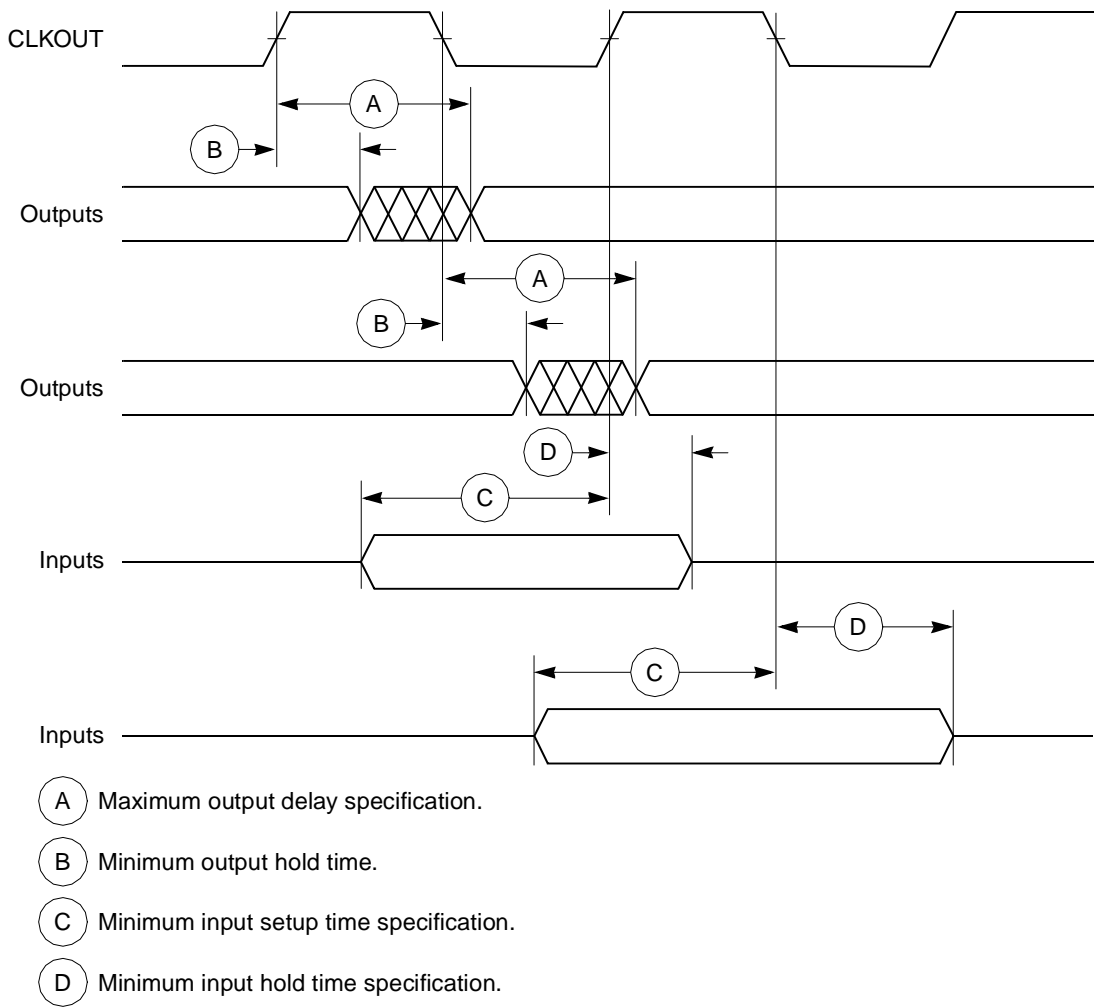 CLKOUT
A
B
Outputs
A
B
Outputs
D
C
Inputs
D
C
Inputs
A Maximum output delay specification.
B Minimum output hold time.
C Minimum input setup time specification.
D Minimum input hold time specification.